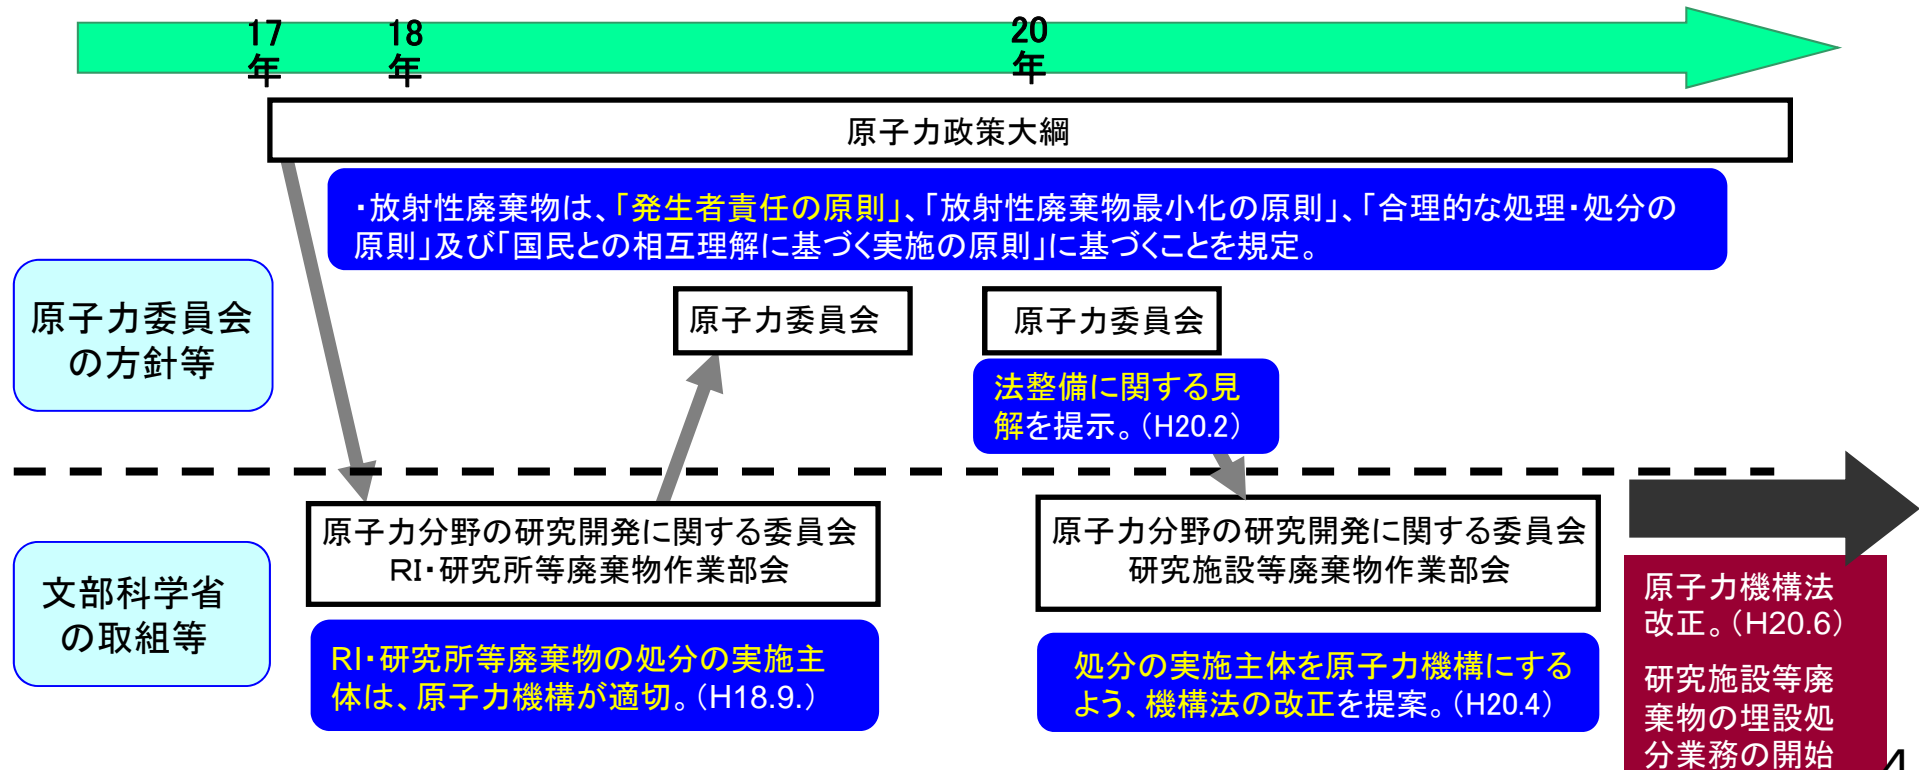 17
年
18
年
20
年
原子力政策大綱
・放射性廃棄物は、「発生者責任の原則」、「放射性廃棄物最小化の原則」、「合理的な処理・処分の
原則」及び「国民との相互理解に基づく実施の原則」に基づくことを規定。
原子力委員会
の方針等
原子力委員会
原子力委員会
法整備に関する見
解を提示。（H20.2）
文部科学省
の取組等
原子力分野の研究開発に関する委員会
RI・研究所等廃棄物作業部会
RI・研究所等廃棄物の処分の実施主
体は、原子力機構が適切。（H18.9.）
原子力分野の研究開発に関する委員会
研究施設等廃棄物作業部会
処分の実施主体を原子力機構にする
よう、機構法の改正を提案。（H20.4）
原子力機構法
改正。（H20.6）
研究施設等廃
棄物の埋設処
分業務の開始
4